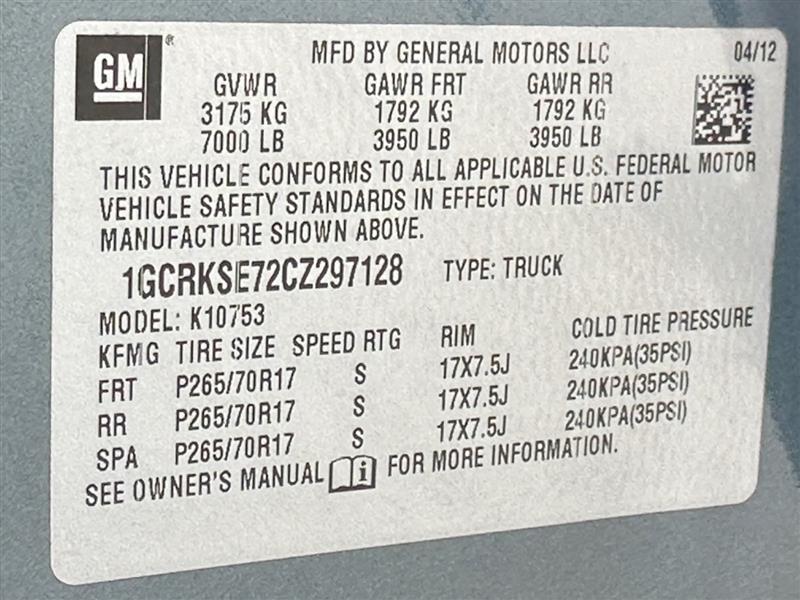 GM ® MFD BY GENERAL MOTORS LLC 04/12
GVWR GAWR FRT GAWR RR
3175 KG 1792 KG 1792 KG
7000 LB 3950 LB 3950 LB
THIS VEHICLE CONFORMS TO ALL APPLICABLE U.S. FEDERAL MOTOR
VEHICLE SAFETY STANDARDS IN EFFECT ON THE DATE OF
MANUFACTURE SHOWN ABOVE.
1GCRKSE72CZ297128 TYPE: TRUCK
MODEL: K10753
KFMG TIRE SIZE SPEED RTG RIM COLD TIRE PRESSURE
FRT P265/70R17 S 17X7.5J 240KPA(35PSI)
RR P265/70R17 S 17X7.5J 240KPA(35PSI)
SPA P265/70R17 S 17X7.5J 240KPA(35PSI)
SEE OWNER'S MANUAL i FOR MORE INFORMATION.